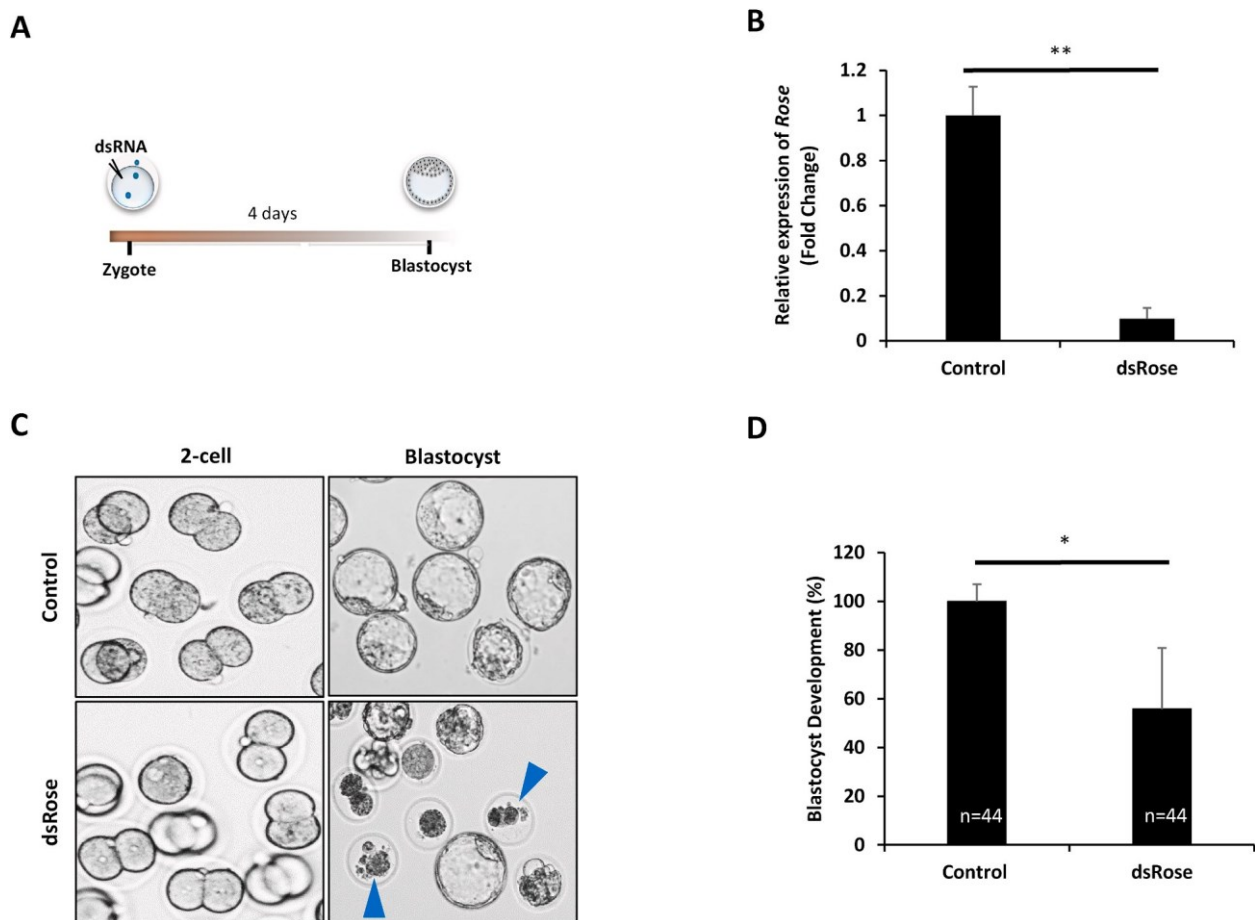 A
dsRNA
4 days
Zygote
Blastocyst
B
**
Relative expression of Rose
(Fold Change)
1.2
1
0.8
0.6
0.4
0.2
0
Control
dsRose
C
2-cell
Blastocyst
Control
dsRose
D
*
Blastocyst Development (%)
120
100
80
60
40
20
0
n=44
n=44
Control
dsRose